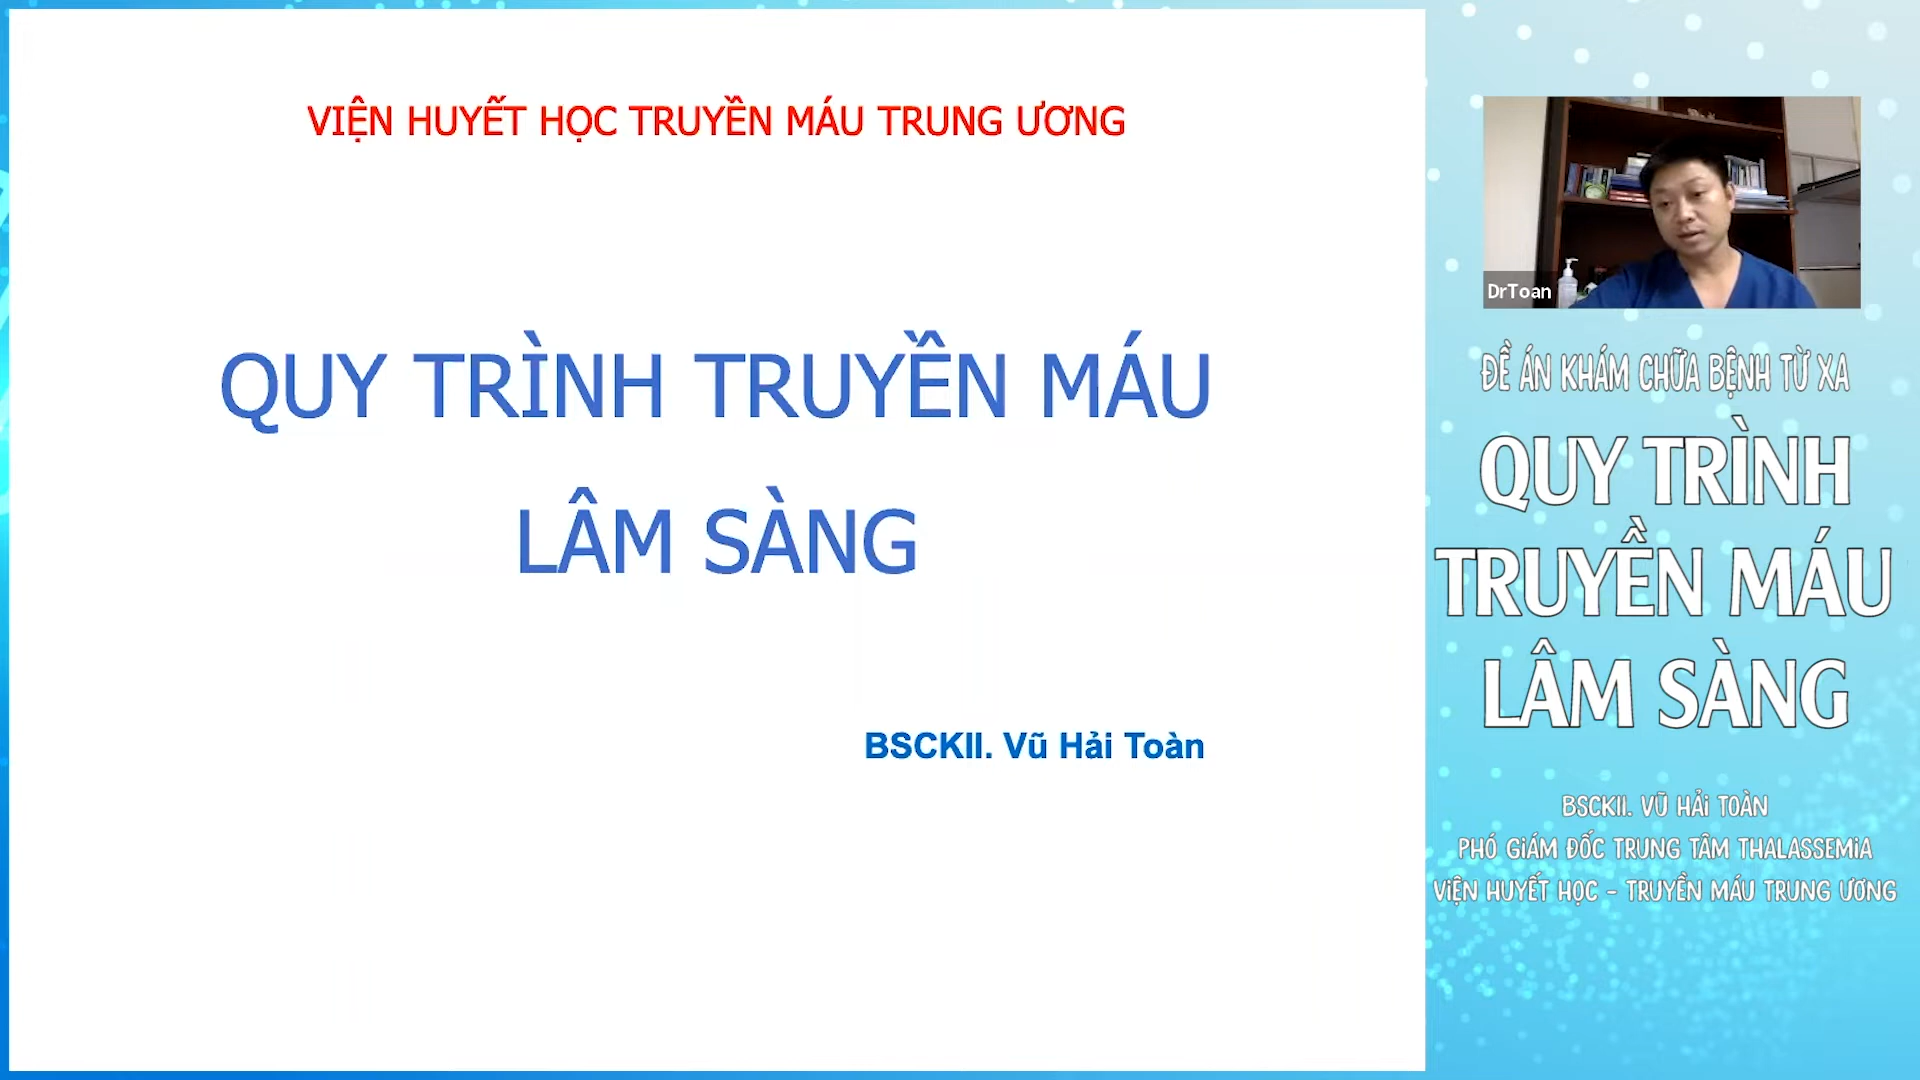 VIỆN HUYẾT HỌC TRUYỀN MÁU TRUNG ƯƠNG
QUY TRÌNH TRUYỀN MÁU
LÂM SÀNG
BSCKII. Vũ Hải Toàn
DrToan
ĐỀ ÁN KHÁM CHỮA BỆNH TỪ XA
QUY TRÌNH
TRUYỀN MÁU
LÂM SÀNG
BSCKII. VŨ HẢI TOÀN
PHÓ GIÁM ĐỐC TRUNG TÂM THALASSEMIA
VIỆN HUYẾT HỌC - TRUYỀN MÁU TRUNG ƯƠNG